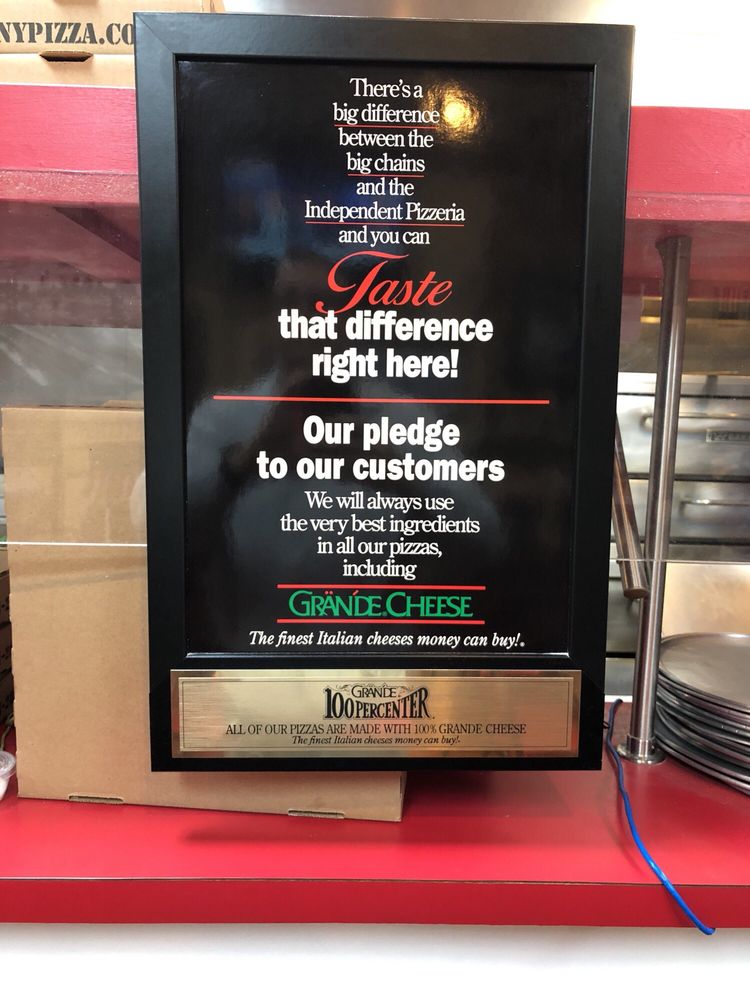 NYPIZZA.CO
There's a
big difference
between the
big chains
and the
Independent Pizzeria
and you can
Taste
that difference
right here!
Our pledge
to our customers
We will always use
the very best ingredients
in all our pizzas,
including
GRÄNDE® CHEESE
The finest Italian cheeses money can buy!®
GRANDE
100 PERCENTER
ALL OF OUR PIZZAS ARE MADE WITH 100% GRANDE CHEESE
The finest Italian cheeses money can buy!®